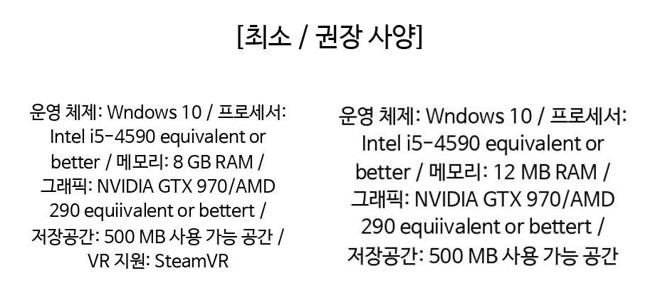 [최소 / 권장 사양]
운영 체제: Wndows 10 / 프로세서:
Intel i5-4590 equivalent or
better / 메모리: 8 GB RAM /
그래픽: NVIDIA GTX 970/AMD
290 equiivalent or bettert /
저장공간: 500 MB 사용 가능 공간 /
VR 지원: SteamVR
운영 체제: Wndows 10 / 프로세서:
Intel i5-4590 equivalent or
better / 메모리: 12 MB RAM /
그래픽: NVIDIA GTX 970/AMD
290 equiivalent or bettert /
저장공간: 500 MB 사용 가능 공간